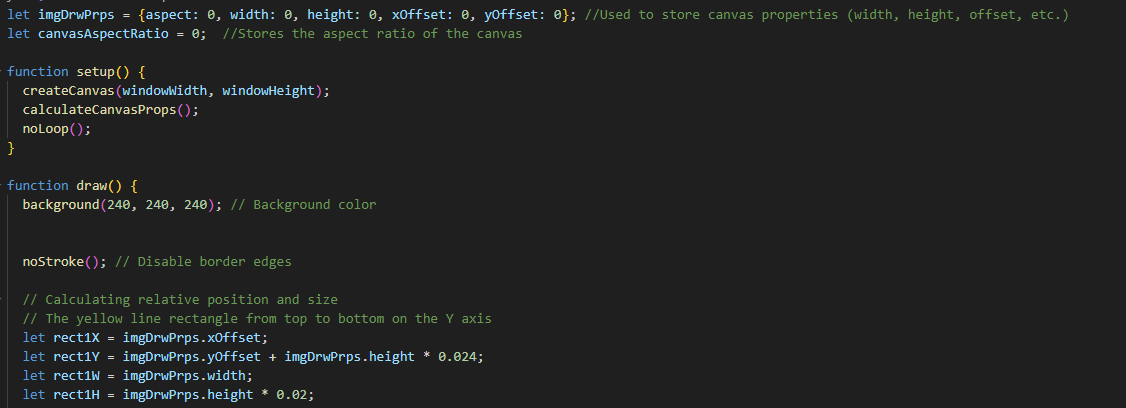 let imgDrwPrps = {aspect: 0, width: 0, height: 0, xOffset: 0, yOffset: 0}; //Used to store canvas properties (width, height, offset, etc.)
let canvasAspectRatio = 0;  //Stores the aspect ratio of the canvas
function setup() {
createCanvas(windowWidth, windowHeight);
calculateCanvasProps();
noLoop();
}
function draw() {
background(240, 240, 240); // Background color
noStroke(); // Disable border edges
// Calculating relative position and size
// The yellow line rectangle from top to bottom on the Y axis
let rect1X = imgDrwPrps.xOffset;
let rect1Y = imgDrwPrps.yOffset + imgDrwPrps.height * 0.024;
let rect1W = imgDrwPrps.width;
let rect1H = imgDrwPrps.height * 0.02;